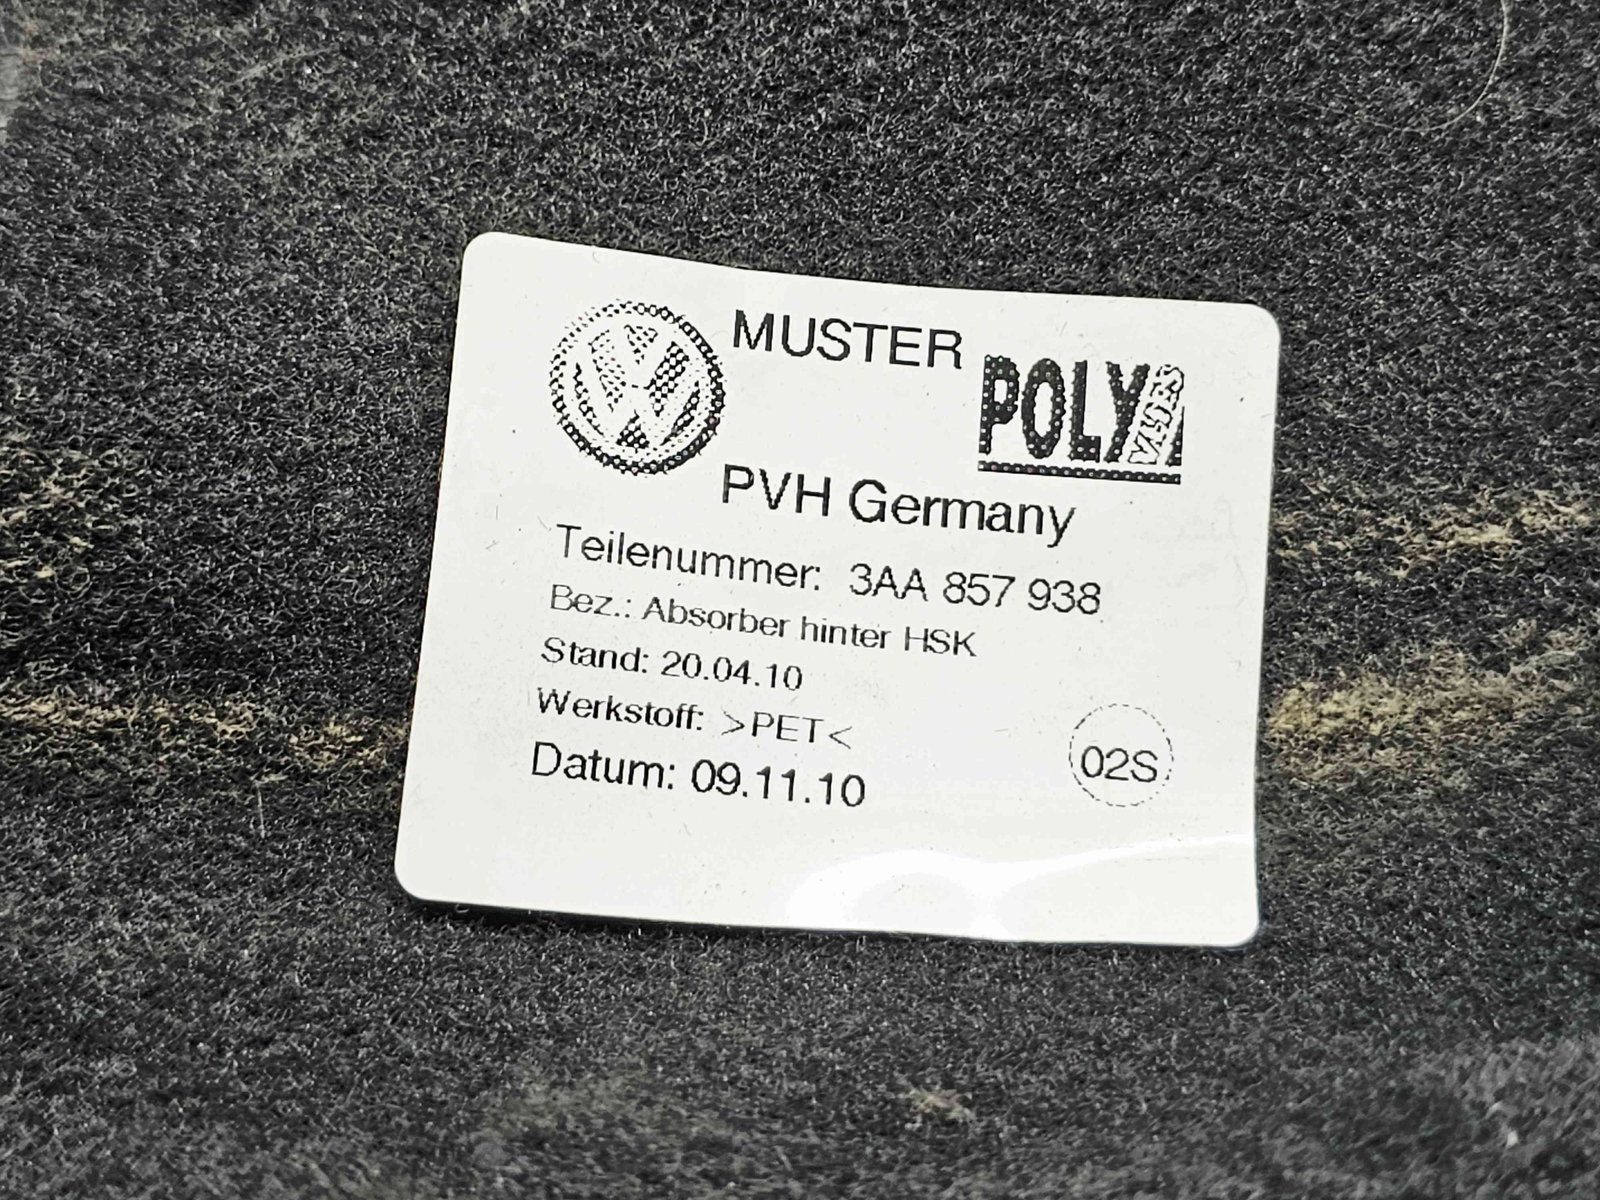 MUSTER
POLY
PVH Germany
Teilenummer: 3AA 857 938
Bez.: Absorber hinter HSK
Stand: 20.04.10
Werkstoff: >PET<
Datum: 09.11.10
02S